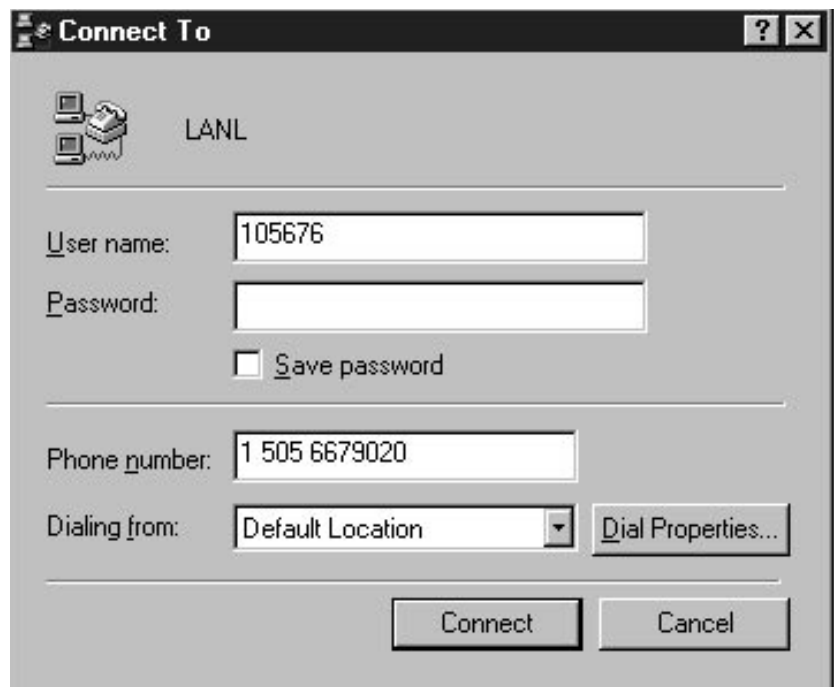 Connect To
LANL
User name: 105676
Password:
Save password
Phone number: 1 505 6679020
Dialing from: Default Location Dial Properties...
Connect Cancel